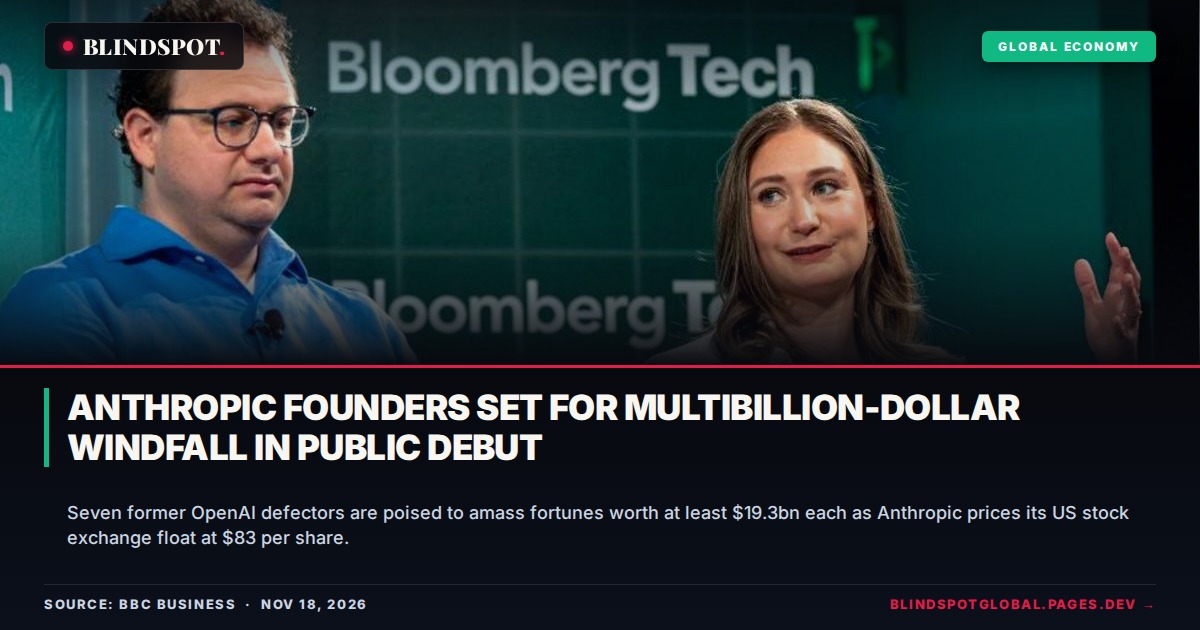 BLINDSPOT.
GLOBAL ECONOMY
Bloomberg Tech
Bloomberg
ANTHROPIC FOUNDERS SET FOR MULTIBILLION-DOLLAR
WINDFALL IN PUBLIC DEBUT
Seven former OpenAI defectors are poised to amass fortunes worth at least $19.3bn each as Anthropic prices its US stock
exchange float at $83 per share.
SOURCE: BBC BUSINESS · NOV 18, 2026
BLINDSPOTGLOBAL.PAGES.DEV →